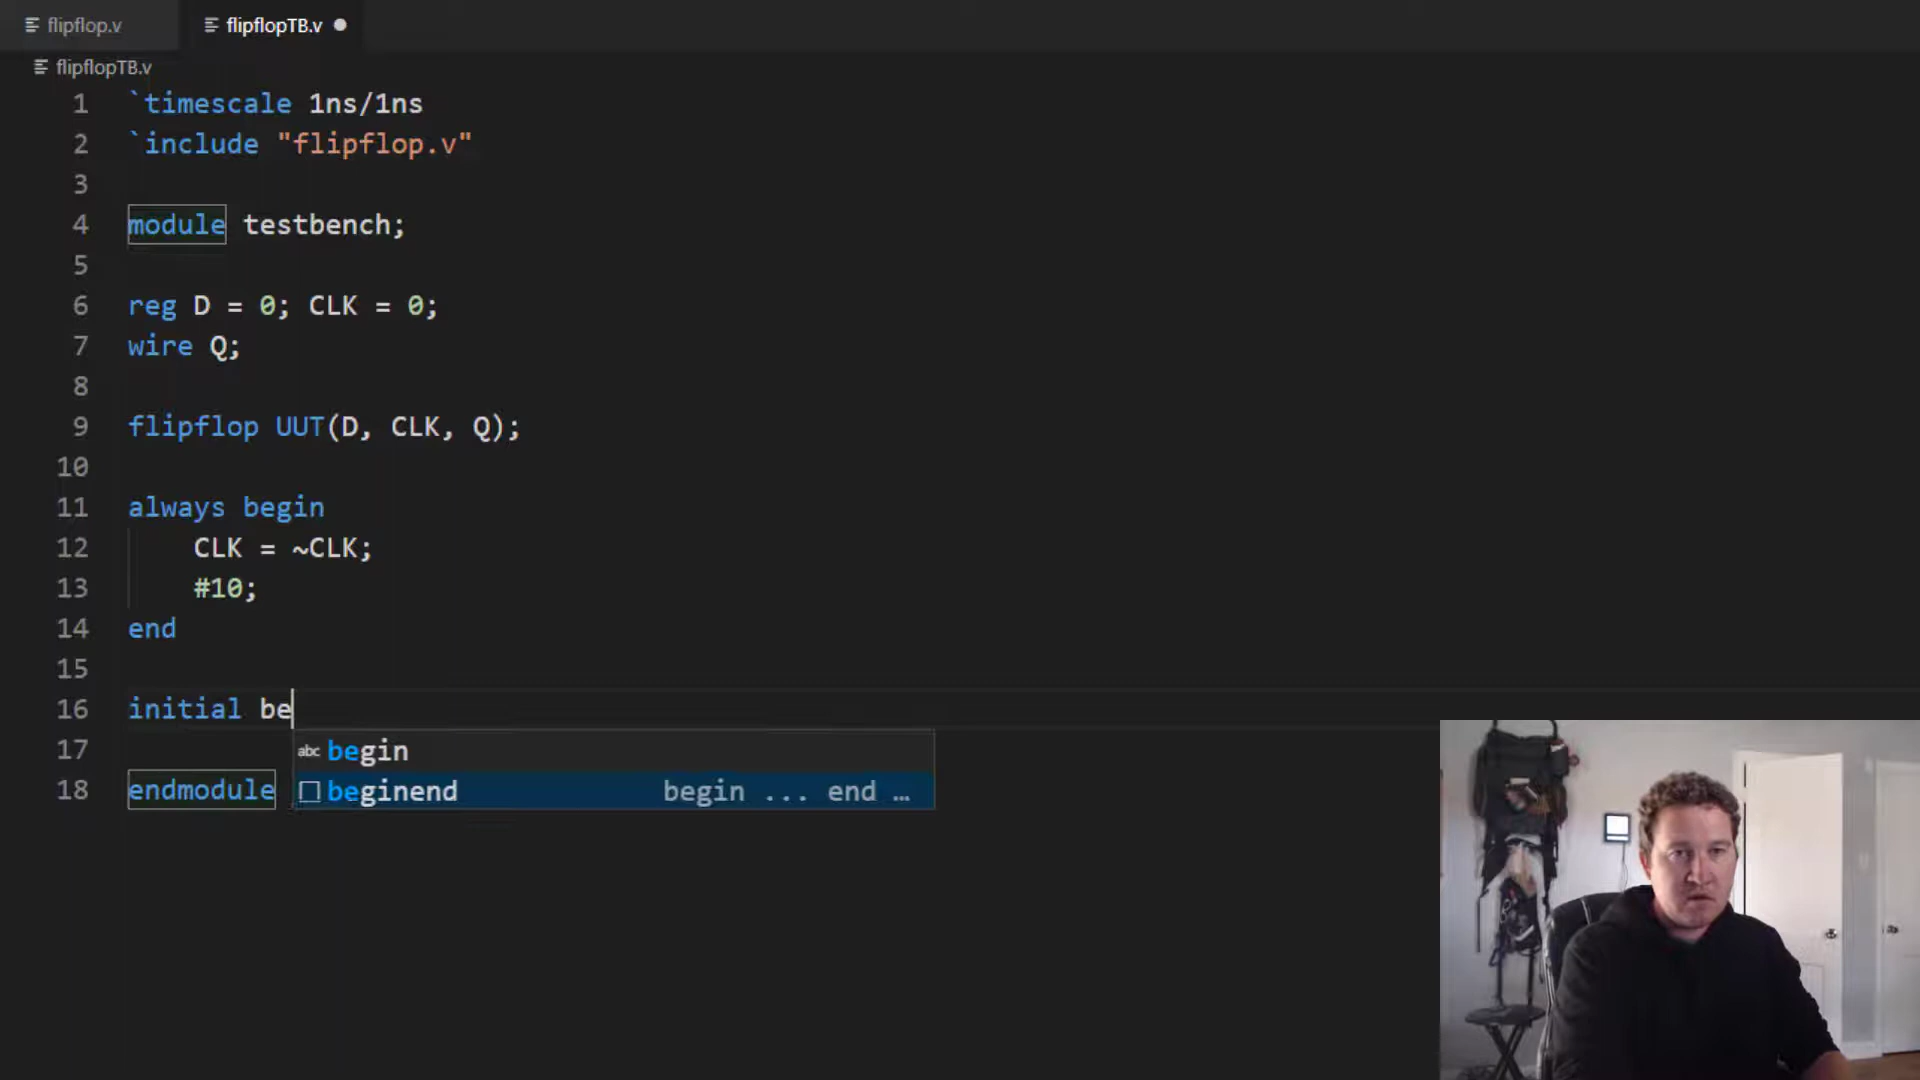 flipflop.v
flipflopTB.v
flipflopTB.v
1 `timescale 1ns/1ns
2 `include "flipflop.v"
3
4 module testbench;
5
6 reg D = 0; CLK = 0;
7 wire Q;
8
9 flipflop UUT(D, CLK, Q);
10
11 always begin
12 CLK = ~CLK;
13 #10;
14 end
15
16 initial be
abc begin
17
beginend begin ... end …
18 endmodule